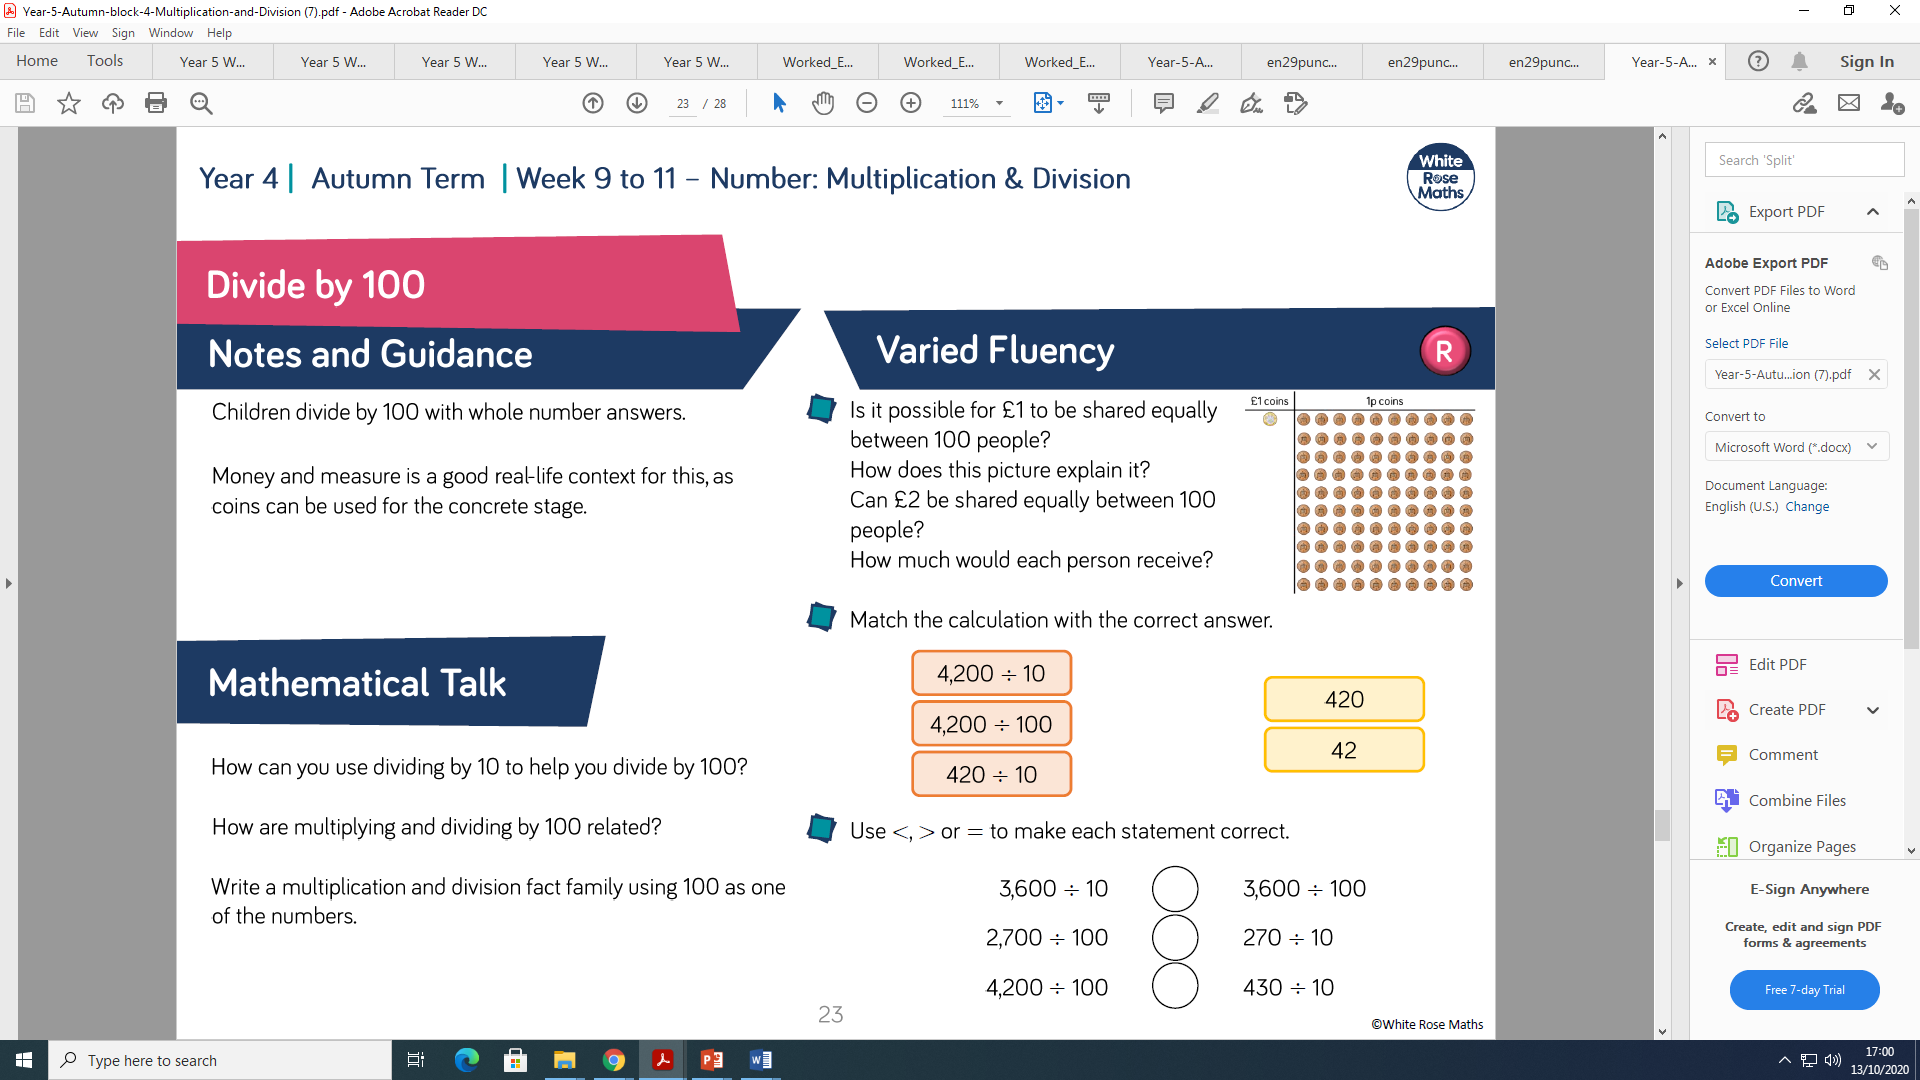 Year-5-Autumn-block-4-Multiplication-and-Division (7).pdf - Adobe Acrobat Reader DC
File Edit View Sign Window Help
Home Tools Year 5 W... Year 5 W... Year 5 W... Year 5 W... Year 5 W... Worked_E... Worked_E... Worked_E... Year-5-A... en29punc... en29punc... en29punc... Year-5-A... × Sign In
23 / 28 111%
Year 4 | Autumn Term | Week 9 to 11 – Number: Multiplication & Division
White
Rose
Maths
Divide by 100
Notes and Guidance
Children divide by 100 with whole number answers.
Money and measure is a good real-life context for this, as
coins can be used for the concrete stage.
Mathematical Talk
How can you use dividing by 10 to help you divide by 100?
How are multiplying and dividing by 100 related?
Write a multiplication and division fact family using 100 as one
of the numbers.
Varied Fluency
R
Is it possible for £1 to be shared equally
between 100 people?
How does this picture explain it?
Can £2 be shared equally between 100
people?
How much would each person receive?
£1 coins 1p coins
Match the calculation with the correct answer.
4,200 ÷ 10
4,200 ÷ 100
420 ÷ 10
420
42
Use <, > or = to make each statement correct.
3,600 ÷ 10 3,600 ÷ 100
2,700 ÷ 100 270 ÷ 10
4,200 ÷ 100 430 ÷ 10
23
©White Rose Maths
Search 'Split'
Export PDF
Adobe Export PDF
Convert PDF Files to Word
or Excel Online
Select PDF File
Year-5-Autu...ion (7).pdf
Convert to
Microsoft Word (*.docx)
Document Language:
English (U.S.) Change
Convert
Edit PDF
Create PDF
Comment
Combine Files
Organize Pages
E-Sign Anywhere
Create, edit and sign PDF
forms & agreements
Free 7-day Trial
Type here to search
17:00
13/10/2020